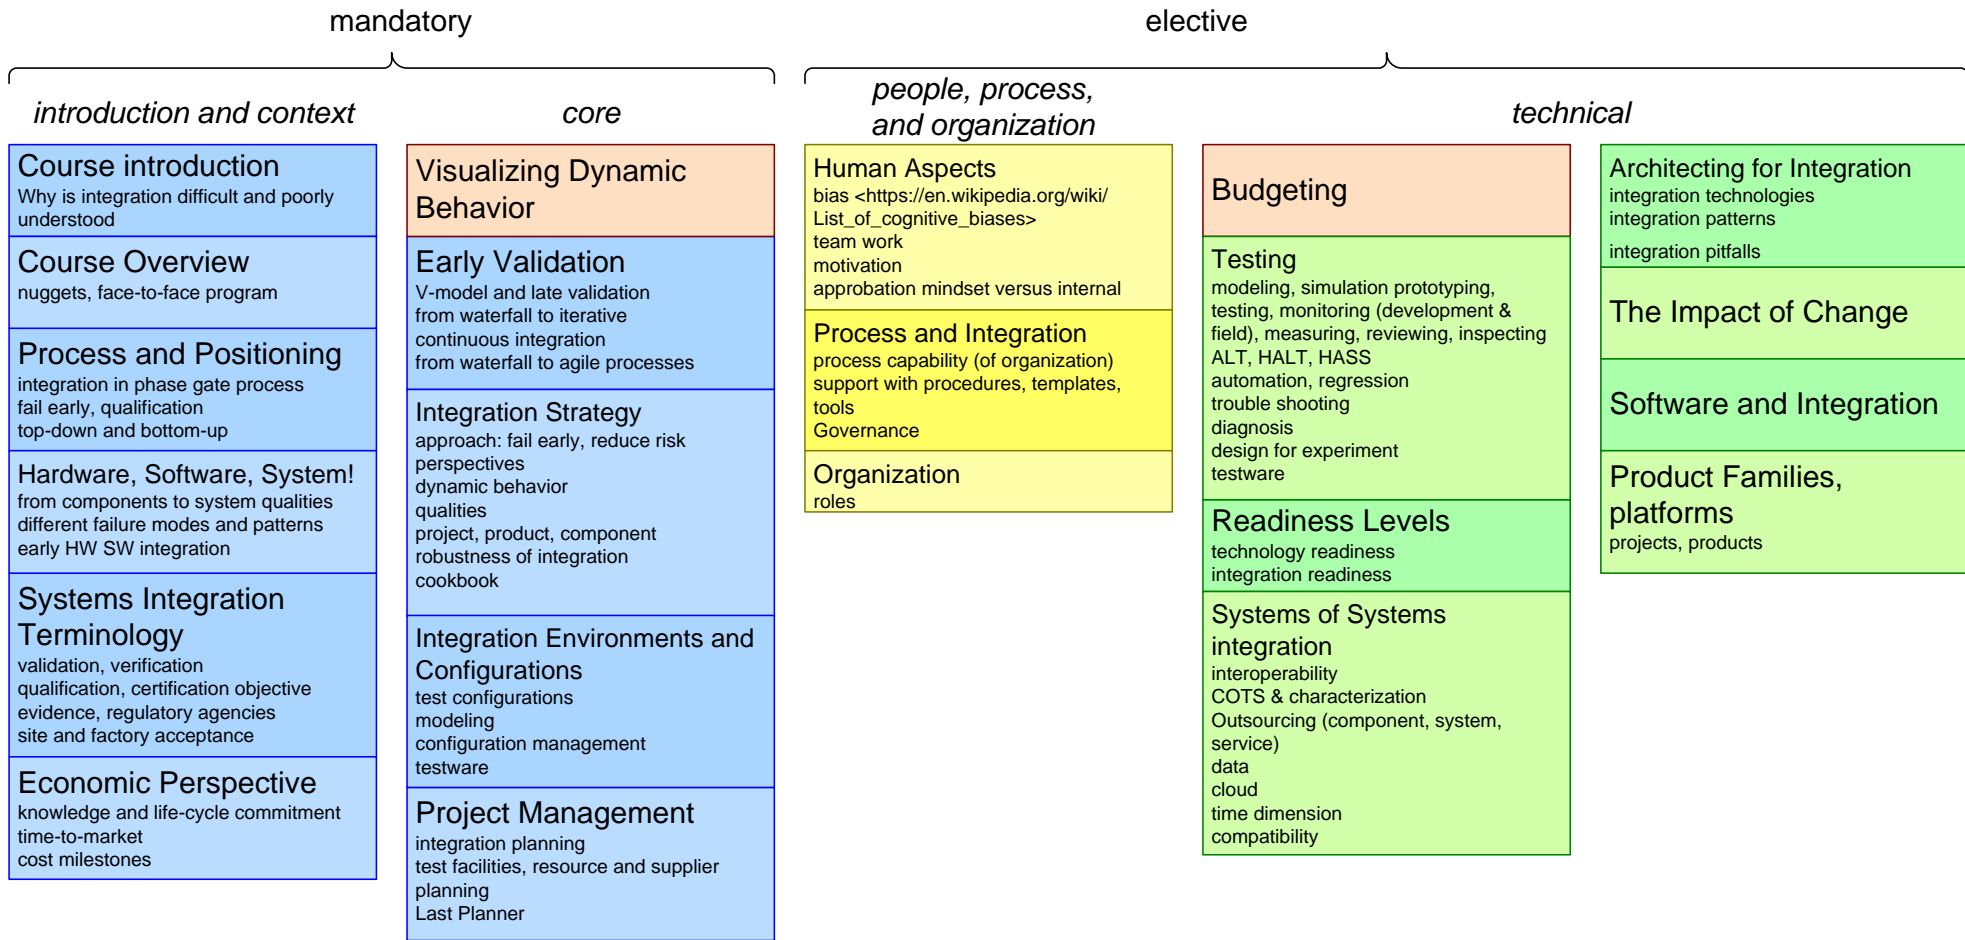 mandatory
elective
introduction and context
core
people, process,
and organization
technical
Course introduction
Why is integration difficult and poorly
understood
Course Overview
nuggets, face-to-face program
Process and Positioning
integration in phase gate process
fail early, qualification
top-down and bottom-up
Hardware, Software, System!
from components to system qualities
different failure modes and patterns
early HW SW integration
Systems Integration
Terminology
validation, verification
qualification, certification objective
evidence, regulatory agencies
site and factory acceptance
Economic Perspective
knowledge and life-cycle commitment
time-to-market
cost milestones
Visualizing Dynamic
Behavior
Early Validation
V-model and late validation
from waterfall to iterative
continuous integration
from waterfall to agile processes
Integration Strategy
approach: fail early, reduce risk
perspectives
dynamic behavior
qualities
project, product, component
robustness of integration
cookbook
Integration Environments and
Configurations
test configurations
modeling
configuration management
testware
Project Management
integration planning
test facilities, resource and supplier
planning
Last Planner
Human Aspects
bias <https://en.wikipedia.org/wiki/
List_of_cognitive_biases>
team work
motivation
approbation mindset versus internal
Process and Integration
process capability (of organization)
support with procedures, templates,
tools
Governance
Organization
roles
Budgeting
Testing
modeling, simulation prototyping,
testing, monitoring (development &
field), measuring, reviewing, inspecting
ALT, HALT, HASS
automation, regression
trouble shooting
diagnosis
design for experiment
testware
Readiness Levels
technology readiness
integration readiness
Systems of Systems
integration
interoperability
COTS & characterization
Outsourcing (component, system,
service)
data
cloud
time dimension
compatibility
Architecting for Integration
integration technologies
integration patterns
integration pitfalls
The Impact of Change
Software and Integration
Product Families,
platforms
projects, products